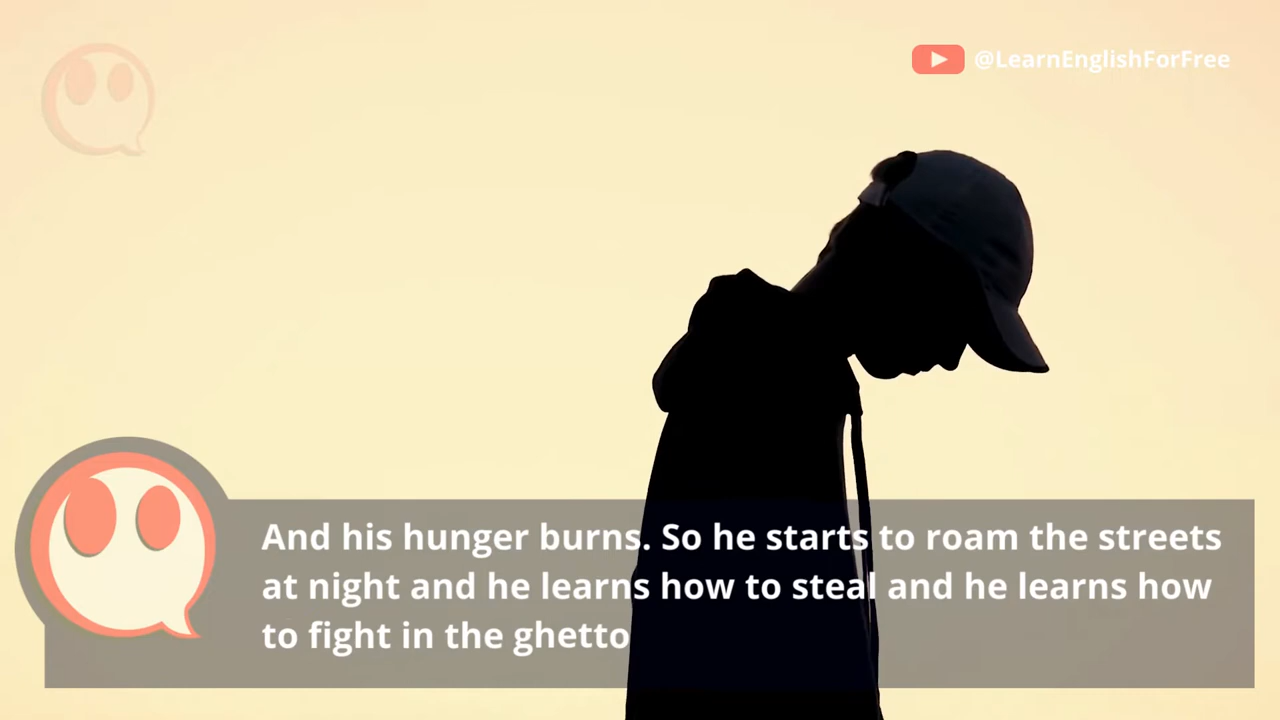 @LearnEnglishForFree
And his hunger burns. So he starts to roam the streets
at night and he learns how to steal and he learns how
to fight in the ghetto